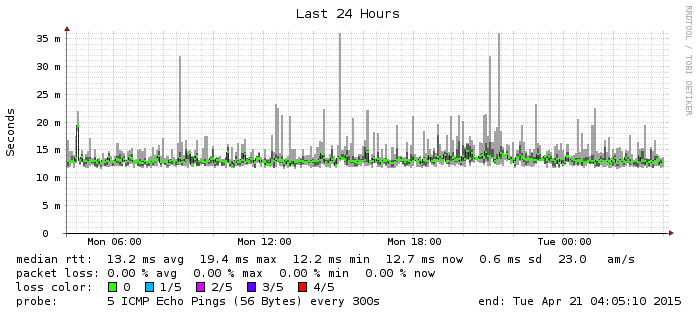 Last 24 Hours
RRDTOOL / TOBI OETIKER
Seconds
35 m
30 m
25 m
20 m
15 m
10 m
5 m
0
Mon 06:00 Mon 12:00 Mon 18:00 Tue 00:00
median rtt: 13.2 ms avg 19.4 ms max 12.2 ms min 12.7 ms now 0.6 ms sd 23.0 am/s
packet loss: 0.00 % avg 0.00 % max 0.00 % min 0.00 % now
loss color: 0 1/5 2/5 3/5 4/5
probe: 5 ICMP Echo Pings (56 Bytes) every 300s end: Tue Apr 21 04:05:10 2015